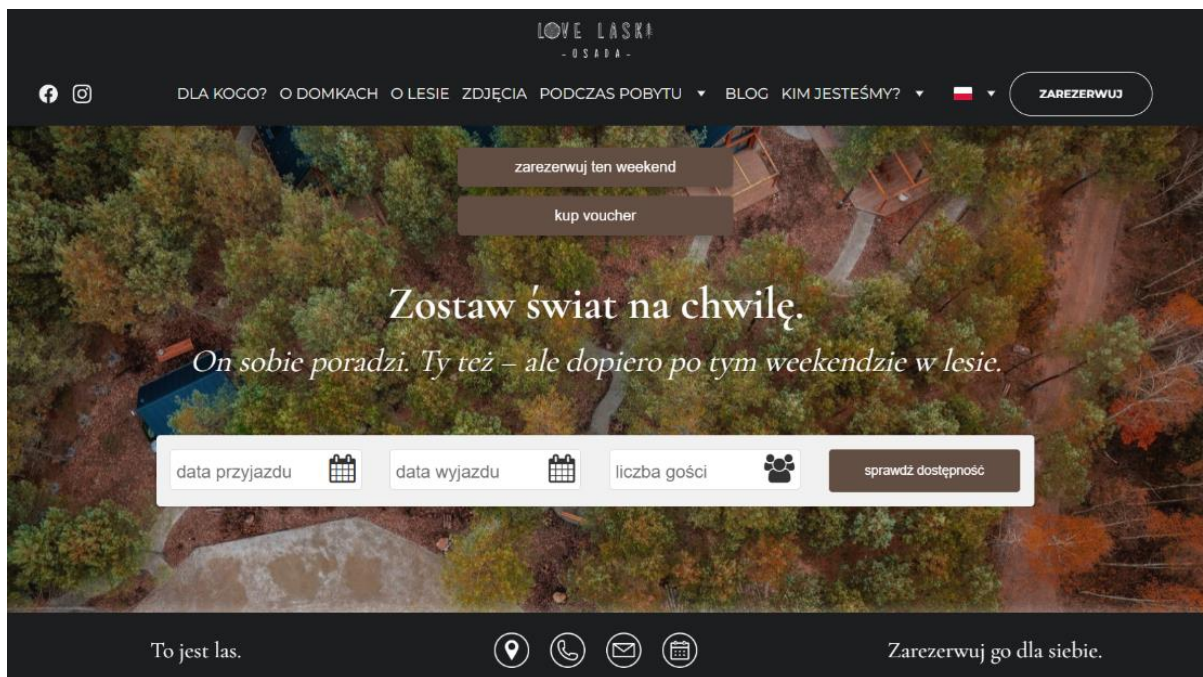 LOVE LASKI
- OSADA -
DLA KOGO? O DOMKACH O LESIE ZDJĘCIA PODCZAS POBYTU BLOG KIM JESTEŚMY? ZAREZERWUJ
zarezerwuj ten weekend
kup voucher
Zostaw świat na chwilę.
On sobie poradzi. Ty też – ale dopiero po tym weekendzie w lesie.
data przyjazdu data wyjazdu liczba gości sprawdź dostępność
To jest las. Zarezerwuj go dla siebie.